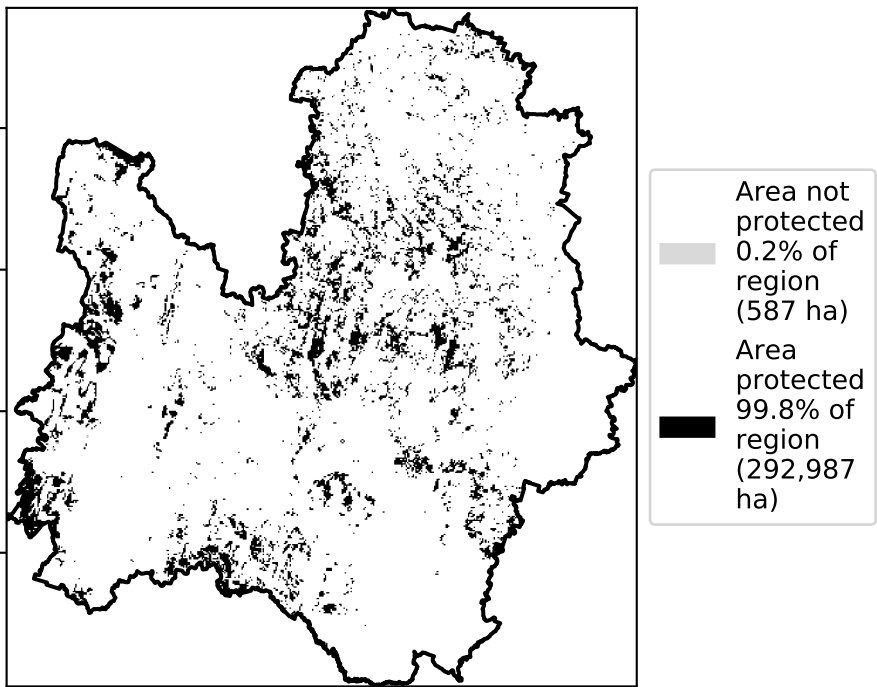 Area not
protected
0.2% of
region
(587 ha)
Area
protected
99.8% of
region
(292,987
ha)